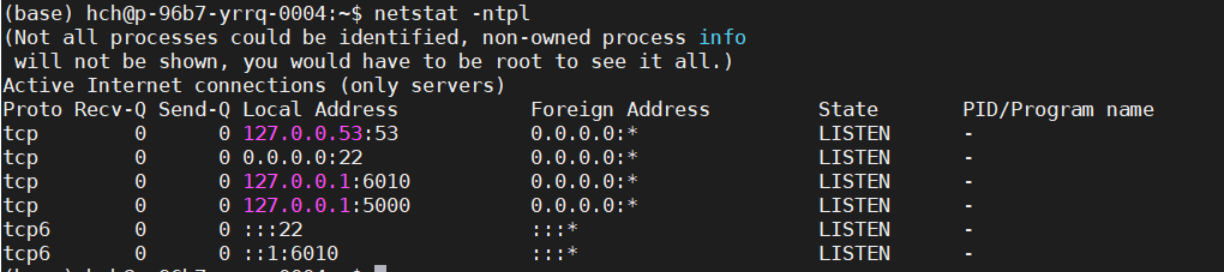 (base) hch@p-96b7-yrrq-0004:~$ netstat -ntpl
(Not all processes could be identified, non-owned process info
 will not be shown, you would have to be root to see it all.)
Active Internet connections (only servers)
Proto Recv-Q Send-Q Local Address           Foreign Address         State       PID/Program name
tcp        0      0 127.0.0.53:53           0.0.0.0:*               LISTEN      -
tcp        0      0 0.0.0.0:22              0.0.0.0:*               LISTEN      -
tcp        0      0 127.0.0.1:6010          0.0.0.0:*               LISTEN      -
tcp        0      0 127.0.0.1:5000          0.0.0.0:*               LISTEN      -
tcp6       0      0 :::22                   :::*                    LISTEN      -
tcp6       0      0 ::1:6010                :::*                    LISTEN      -